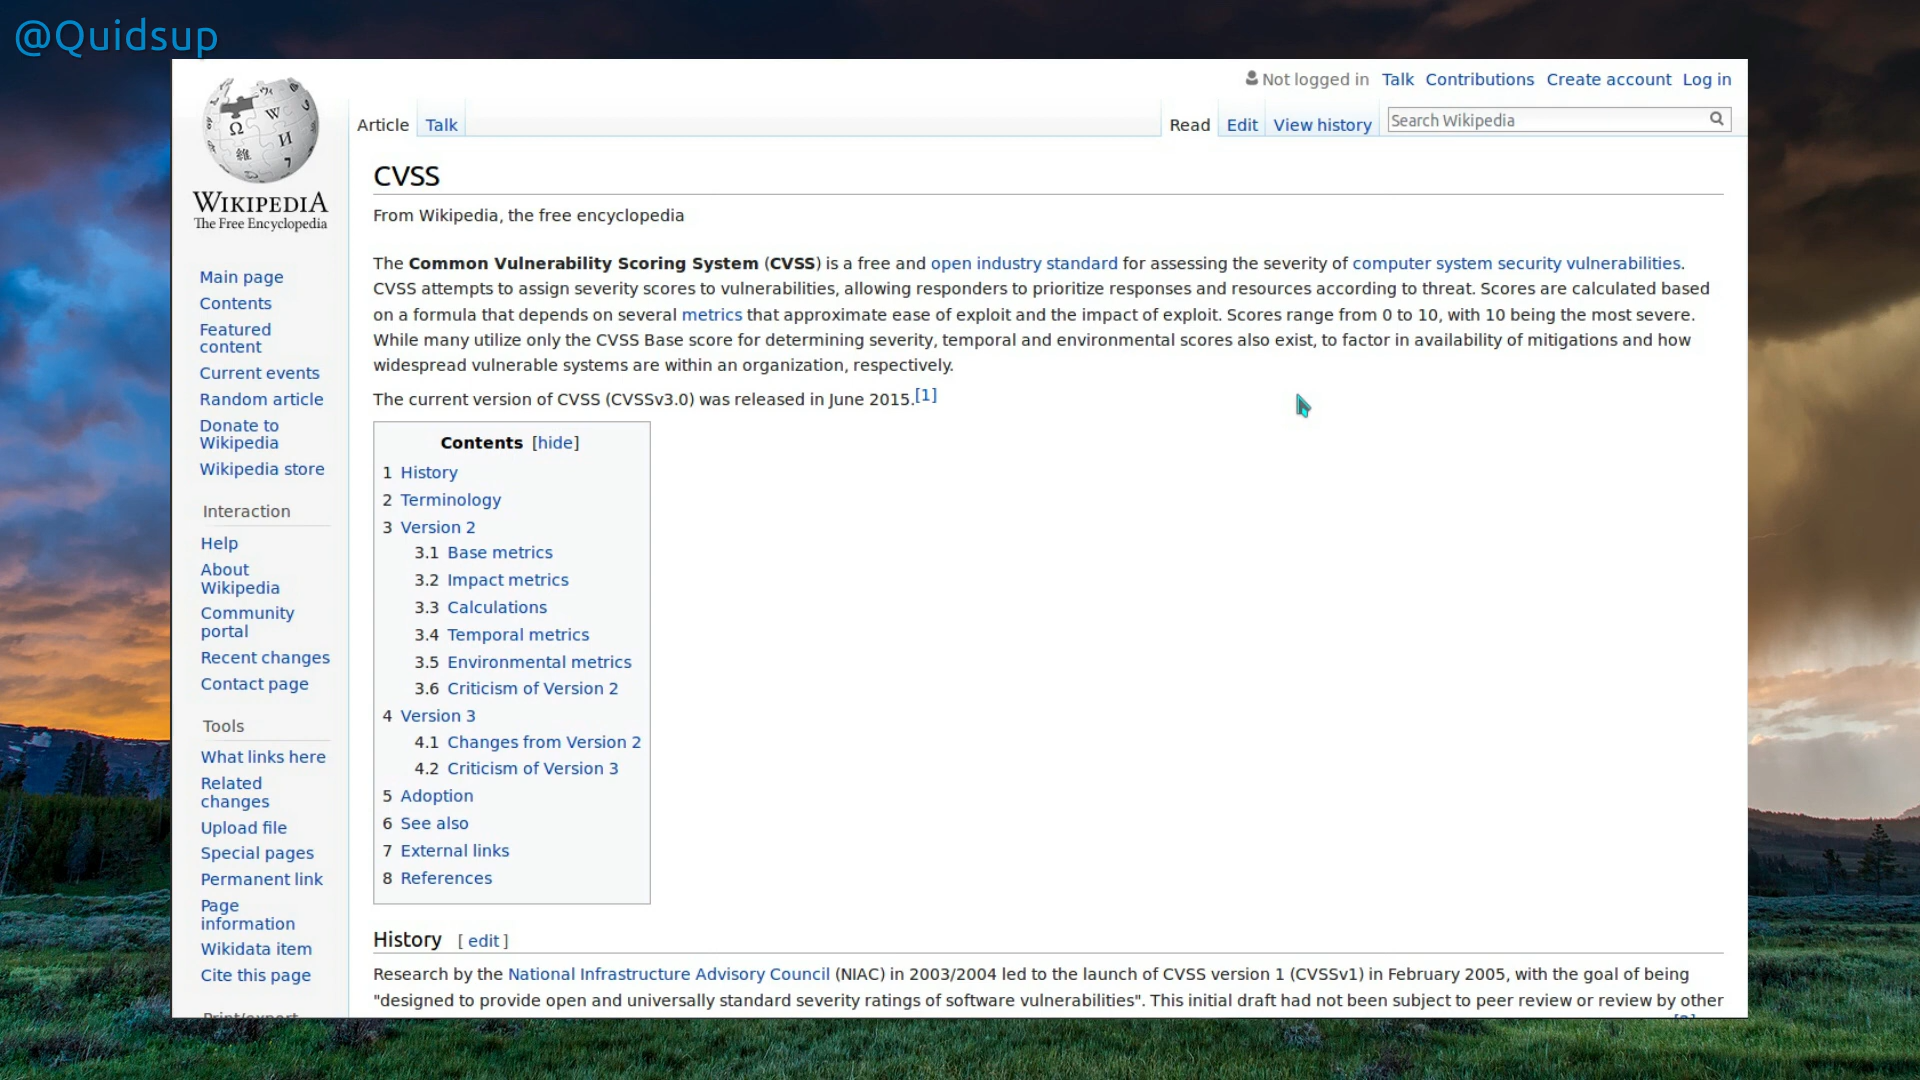 @Quidsup
Not logged in Talk Contributions Create account Log in
Article Talk Read Edit View history Search Wikipedia
WIKIPEDIA
The Free Encyclopedia
Main page
Contents
Featured
content
Current events
Random article
Donate to
Wikipedia
Wikipedia store
Interaction
Help
About
Wikipedia
Community
portal
Recent changes
Contact page
Tools
What links here
Related
changes
Upload file
Special pages
Permanent link
Page
information
Wikidata item
Cite this page
Print/export
CVSS
From Wikipedia, the free encyclopedia
The Common Vulnerability Scoring System (CVSS) is a free and open industry standard for assessing the severity of computer system security vulnerabilities.
CVSS attempts to assign severity scores to vulnerabilities, allowing responders to prioritize responses and resources according to threat. Scores are calculated based
on a formula that depends on several metrics that approximate ease of exploit and the impact of exploit. Scores range from 0 to 10, with 10 being the most severe.
While many utilize only the CVSS Base score for determining severity, temporal and environmental scores also exist, to factor in availability of mitigations and how
widespread vulnerable systems are within an organization, respectively.
The current version of CVSS (CVSSv3.0) was released in June 2015.[1]
Contents [hide]
1 History
2 Terminology
3 Version 2
3.1 Base metrics
3.2 Impact metrics
3.3 Calculations
3.4 Temporal metrics
3.5 Environmental metrics
3.6 Criticism of Version 2
4 Version 3
4.1 Changes from Version 2
4.2 Criticism of Version 3
5 Adoption
6 See also
7 External links
8 References
History [ edit ]
Research by the National Infrastructure Advisory Council (NIAC) in 2003/2004 led to the launch of CVSS version 1 (CVSSv1) in February 2005, with the goal of being
"designed to provide open and universally standard severity ratings of software vulnerabilities". This initial draft had not been subject to peer review or review by other